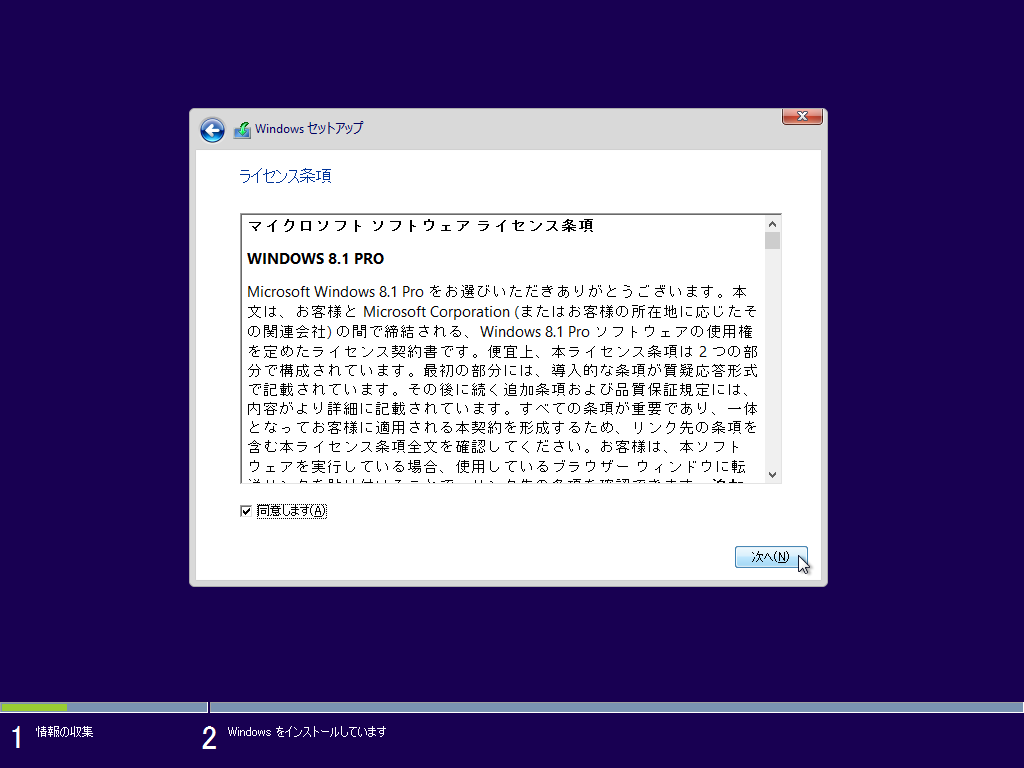 Windows セットアップ
ライセンス条項
マイクロソフト ソフトウェア ライセンス条項
WINDOWS 8.1 PRO
Microsoft Windows 8.1 Pro をお選びいただきありがとうございます。本
文は、お客様と Microsoft Corporation (またはお客様の所在地に応じたそ
の関連会社) の間で締結される、Windows 8.1 Pro ソフトウェアの使用権
を定めたライセンス契約書です。便宜上、本ライセンス条項は 2 つの部
分で構成されています。最初の部分には、導入的な条項が質疑応答形式
で記載されています。その後に続く追加条項および品質保証規定には、
内容がより詳細に記載されています。すべての条項が重要であり、一体
となってお客様に適用される本契約を形成するため、リンク先の条項を
含む本ライセンス条項全文を確認してください。お客様は、本ソフト
ウェアを実行している場合、使用しているブラウザー ウィンドウに転
同意します(A)
次へ(N)
1 情報の収集
2 Windows をインストールしています